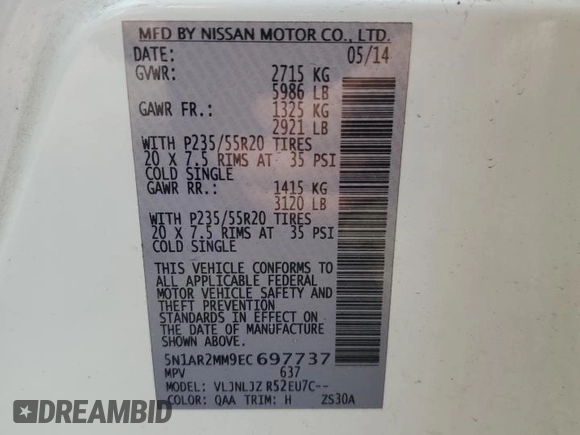 MFD BY NISSAN MOTOR CO., LTD.
DATE: 05/14
GVWR: 2715 KG
5986 LB
GAWR FR.: 1325 KG
2921 LB
WITH P235/55R20 TIRES
20 X 7.5 RIMS AT 35 PSI
COLD SINGLE
GAWR RR.: 1415 KG
3120 LB
WITH P235/55R20 TIRES
20 X 7.5 RIMS AT 35 PSI
COLD SINGLE
THIS VEHICLE CONFORMS TO
ALL APPLICABLE FEDERAL
MOTOR VEHICLE SAFETY AND
THEFT PREVENTION
STANDARDS IN EFFECT ON
THE DATE OF MANUFACTURE
SHOWN ABOVE.
5N1AR2MM9EC697737
MPV 637
MODEL: VLJNLJZ R52EU7C--
COLOR: QAA TRIM: H ZS30A
© BIDHISTORY.ORG
© BIDHISTORY.ORG